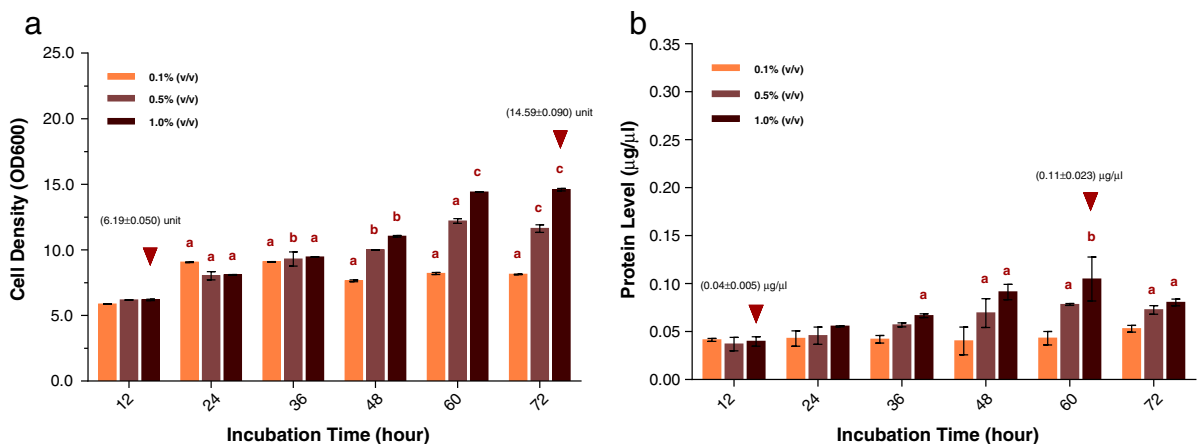 a
Cell Density (OD600)
25.0
20.0
15.0
10.0
5.0
0.0
0.1% (v/v)
0.5% (v/v)
1.0% (v/v)
(6.19±0.050) unit
(14.59±0.090) unit
a a a
a b a
a b b
a a c
a c c
12 24 36 48 60 72
Incubation Time (hour)
b
Protein Level (µg/µl)
0.35
0.30
0.25
0.20
0.15
0.10
0.05
0.00
0.1% (v/v)
0.5% (v/v)
1.0% (v/v)
(0.04±0.005) µg/µl
(0.11±0.023) µg/µl
a
a a
a b
a a
12 24 36 48 60 72
Incubation Time (hour)